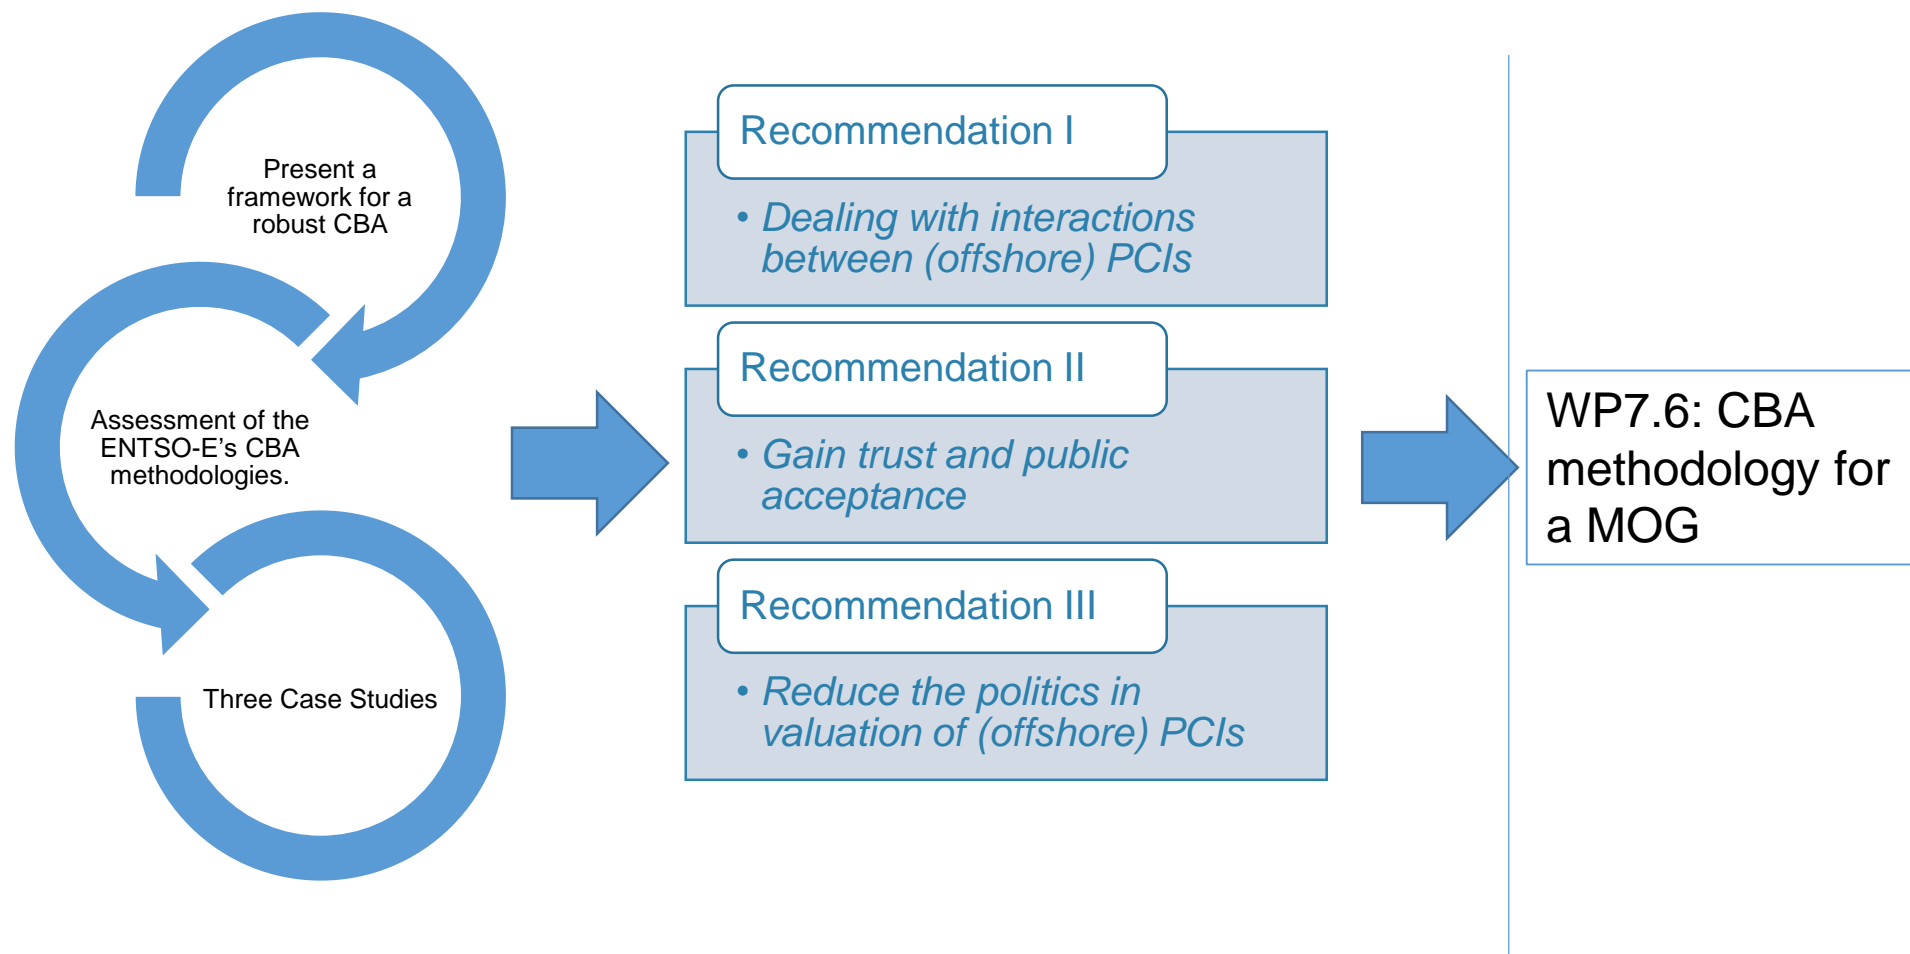 Present a
framework for a
robust CBA
Assessment of the
ENTSO-E’s CBA
methodologies.
Three Case Studies
Recommendation I
• Dealing with interactions
between (offshore) PCIs
Recommendation II
• Gain trust and public
acceptance
Recommendation III
• Reduce the politics in
valuation of (offshore) PCIs
WP7.6: CBA
methodology for
a MOG